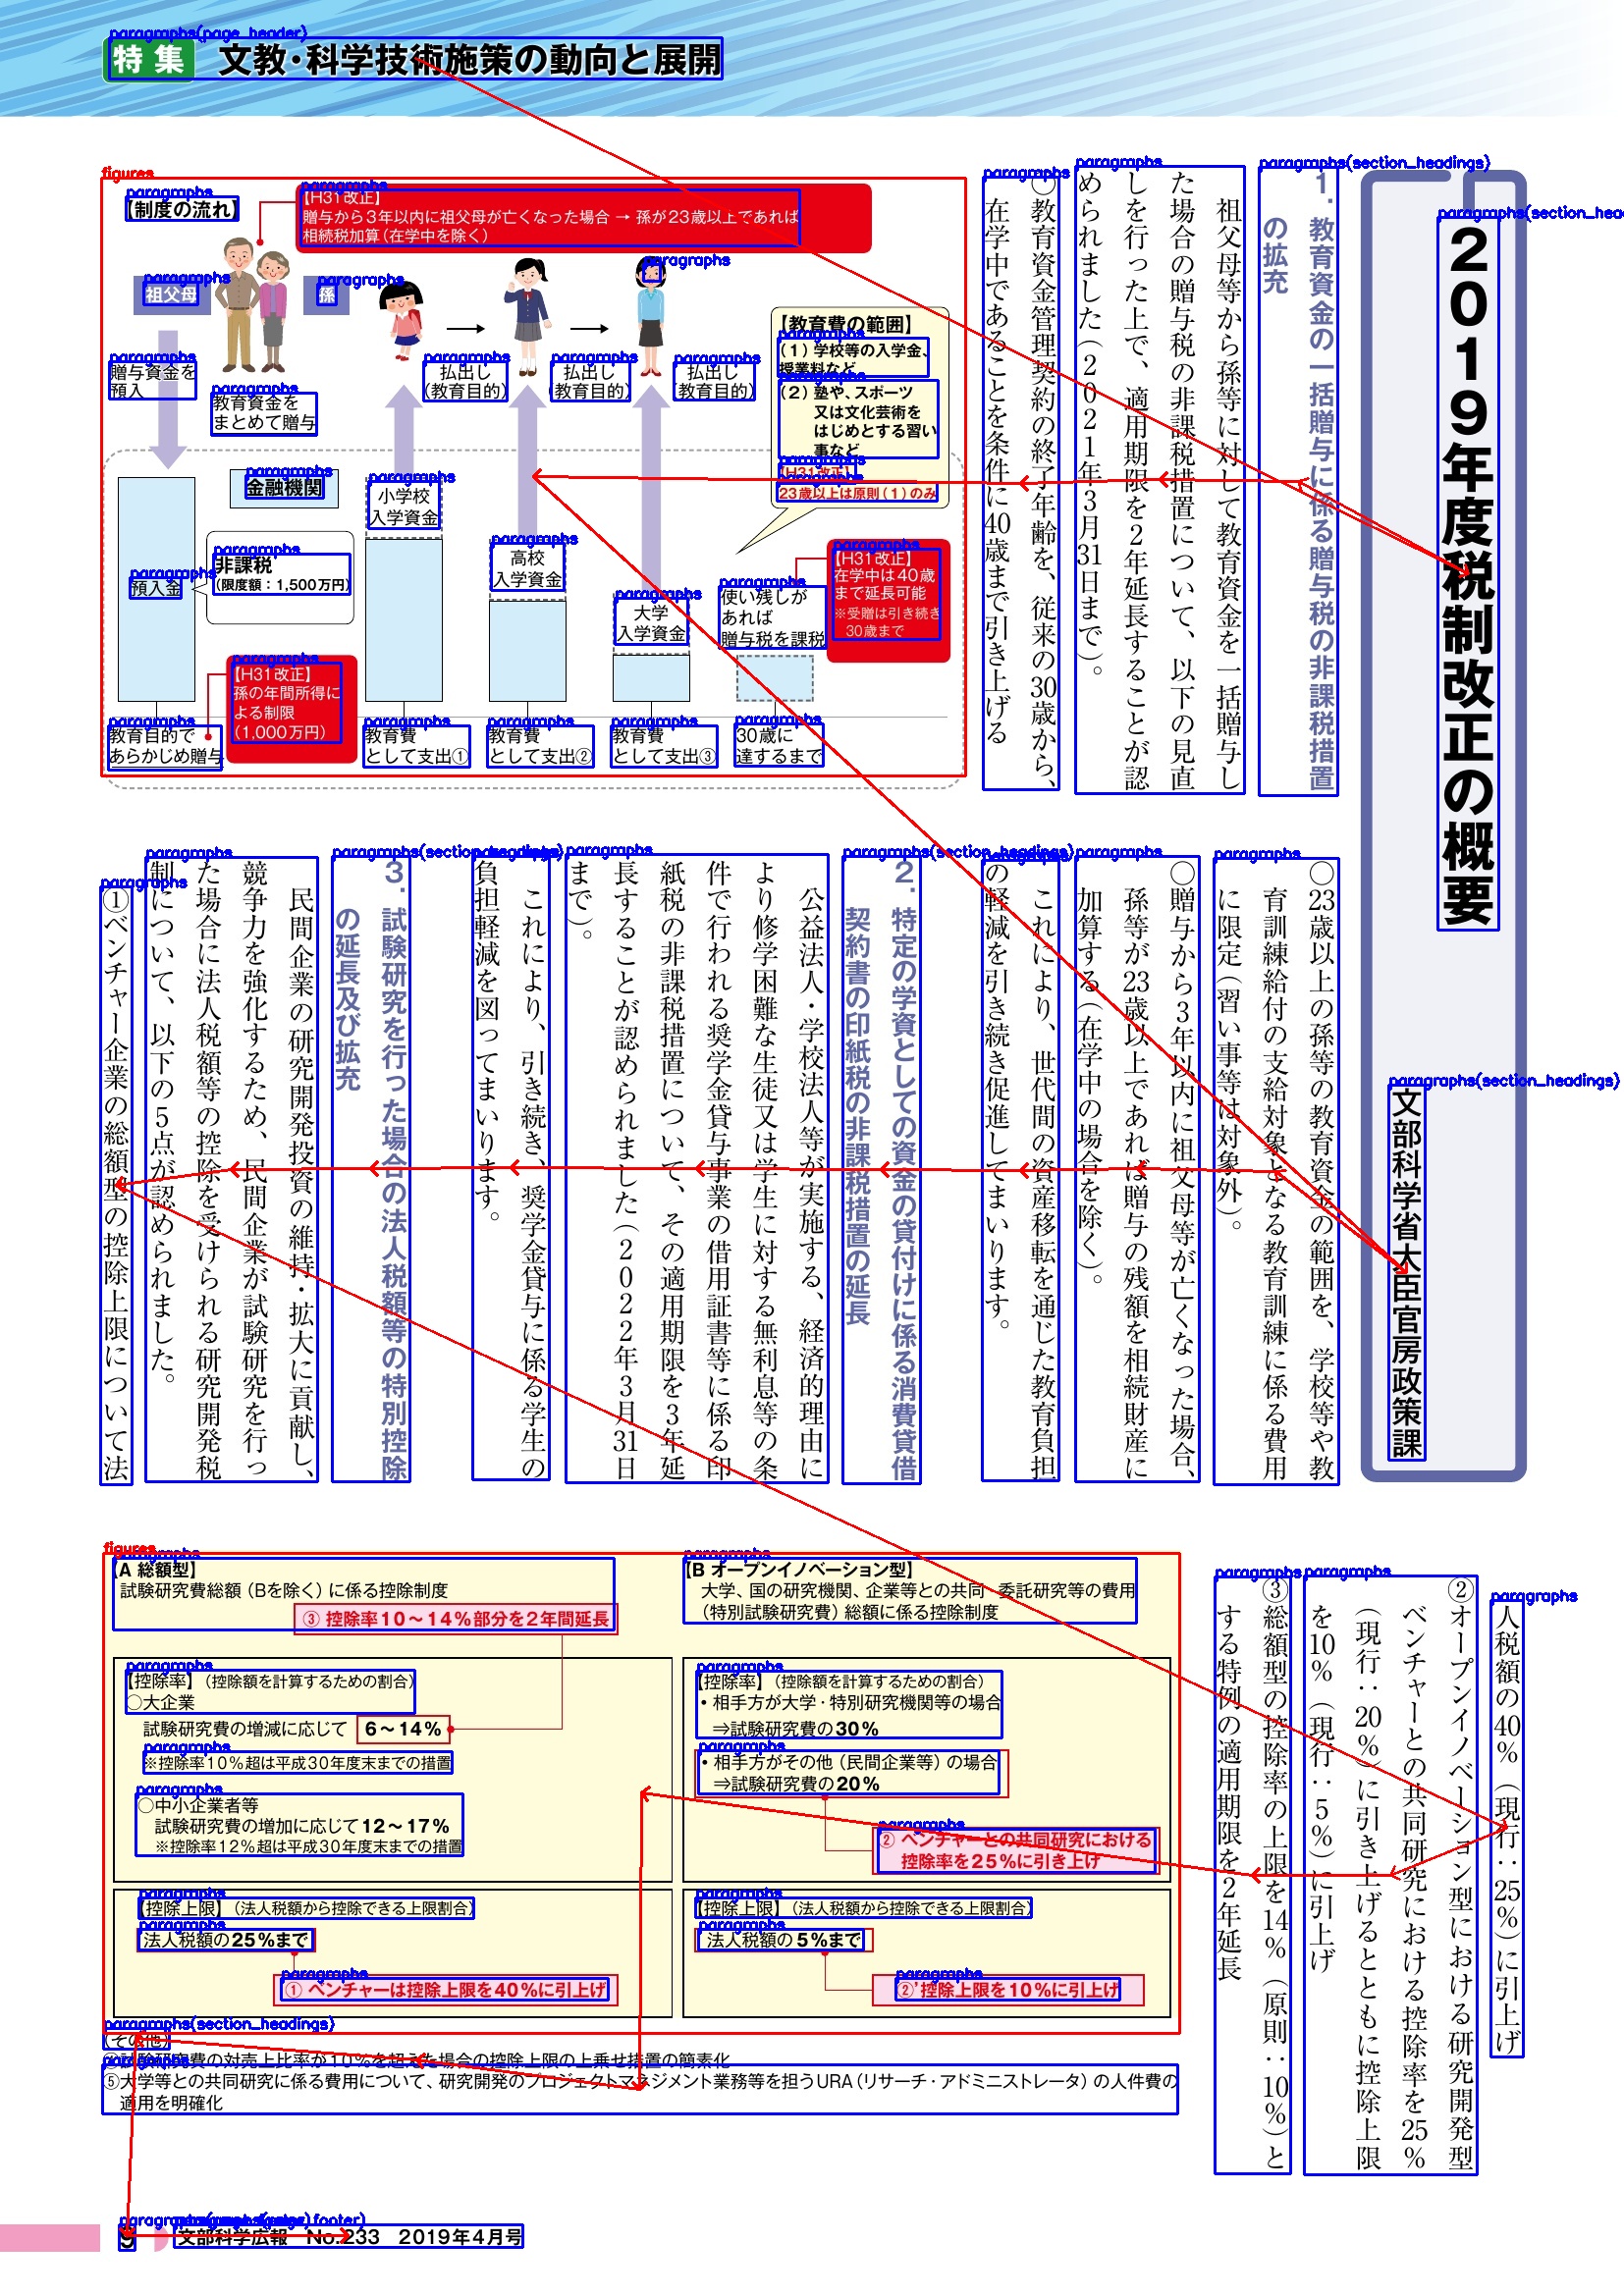 paragraphs(page_header)
特集 文教・科学技術施策の動向と展開
paragraphs(section_hea
2019年度税制改正の概要
paragraphs(section_headings)
文部科学省大臣官房政策課
paragraphs(section_headings)
1．教育資金の一括贈与に係る贈与税の非課税措置
の拡充
paragraphs
祖父母等から孫等に対して教育資金を一括贈与し
た場合の贈与税の非課税措置について、以下の見直
しを行った上で、適用期限を2年延長することが認
められました（2021年3月31日まで）。
paragraphs
○教育資金管理契約の終了年齢を、従来の30歳から、
在学中であることを条件に40歳まで引き上げる
figures
paragraphs
【制度の流れ】
paragraphs
【H31改正】
贈与から3年以内に祖父母が亡くなった場合 → 孫が23歳以上であれば
相続税加算（在学中を除く）
paragraphs
祖父母
paragraphs
孫
paragraphs
paragraphs
贈与資金を
預入
paragraphs
教育資金を
まとめて贈与
paragraphs
払出し
（教育目的）
paragraphs
払出し
（教育目的）
paragraphs
払出し
（教育目的）
【教育費の範囲】
paragraphs
（1）学校等の入学金、
授業料など
paragraphs
（2）塾や、スポーツ
又は文化芸術を
はじめとする習い
事など
paragraphs
【H31改正】
paragraphs
23歳以上は原則（1）のみ
paragraphs
金融機関
paragraphs
小学校
入学資金
paragraphs
高校
入学資金
paragraphs
大学
入学資金
paragraphs
非課税
（限度額：1,500万円）
paragraphs
預入金
paragraphs
使い残しが
あれば
贈与税を課税
paragraphs
【H31改正】
在学中は40歳
まで延長可能
※受贈は引き続き
30歳まで
paragraphs
【H31改正】
孫の年間所得に
よる制限
（1,000万円）
paragraphs
教育目的で
あらかじめ贈与
paragraphs
教育費
として支出①
paragraphs
教育費
として支出②
paragraphs
教育費
として支出③
paragraphs
30歳に
達するまで
paragraphs
○23歳以上の孫等の教育資金の範囲を、学校等や教
育訓練給付の支給対象となる教育訓練に係る費用
に限定（習い事等は対象外）。
paragraphs
○贈与から3年以内に祖父母等が亡くなった場合、
孫等が23歳以上であれば贈与の残額を相続財産に
加算する（在学中の場合を除く）。
paragraphs
これにより、世代間の資産移転を通じた教育負担
の軽減を引き続き促進してまいります。
paragraphs(section_headings)
2．特定の学資としての資金の貸付けに係る消費貸借
契約書の印紙税の非課税措置の延長
paragraphs
公益法人・学校法人等が実施する、経済的理由に
より修学困難な生徒又は学生に対する無利息等の条
件で行われる奨学金貸与事業の借用証書等に係る印
紙税の非課税措置について、その適用期限を3年延
長することが認められました（2022年3月31日
まで）。
paragraphs
これにより、引き続き、奨学金貸与に係る学生の
負担軽減を図ってまいります。
paragraphs(section_headings)
3．試験研究を行った場合の法人税額等の特別控除
の延長及び拡充
paragraphs
民間企業の研究開発投資の維持・拡大に貢献し、
競争力を強化するため、民間企業が試験研究を行っ
た場合に法人税額等の控除を受けられる研究開発税
制について、以下の5点が認められました。
paragraphs
①ベンチャー企業の総額型の控除上限について法
paragraphs
人税額の40％（現行：25％）に引上げ
paragraphs
②オープンイノベーション型における研究開発型
ベンチャーとの共同研究における控除率を25％
（現行：20％）に引き上げるとともに控除上限
を10％（現行：5％）に引上げ
paragraphs
③総額型の控除率の上限を14％（原則：10％）と
する特例の適用期限を2年延長
figures
paragraphs
【A 総額型】
試験研究費総額（Bを除く）に係る控除制度
③ 控除率10～14％部分を2年間延長
paragraphs
【控除率】（控除額を計算するための割合）
○大企業
試験研究費の増減に応じて 6～14％
paragraphs
※控除率10％超は平成30年度末までの措置
paragraphs
○中小企業者等
試験研究費の増加に応じて12～17％
※控除率12％超は平成30年度末までの措置
paragraphs
【控除上限】（法人税額から控除できる上限割合）
paragraphs
法人税額の25％まで
paragraphs
① ベンチャーは控除上限を40％に引上げ
paragraphs
【B オープンイノベーション型】
大学、国の研究機関、企業等との共同・委託研究等の費用
（特別試験研究費）総額に係る控除制度
paragraphs
【控除率】（控除額を計算するための割合）
・相手方が大学・特別研究機関等の場合
⇒試験研究費の30％
paragraphs
・相手方がその他（民間企業等）の場合
⇒試験研究費の20％
paragraphs
② ベンチャーとの共同研究における
控除率を25％に引き上げ
paragraphs
【控除上限】（法人税額から控除できる上限割合）
paragraphs
法人税額の5％まで
paragraphs
②’控除上限を10％に引上げ
paragraphs(section_headings)
（その他）
④試験研究費の対売上比率が10％を超えた場合の控除上限の上乗せ措置の簡素化
paragraphs
⑤大学等との共同研究に係る費用について、研究開発のプロジェクトマネジメント業務等を担うURA（リサーチ・アドミニストレータ）の人件費の
適用を明確化
9
文部科学広報 No.233 2019年4月号